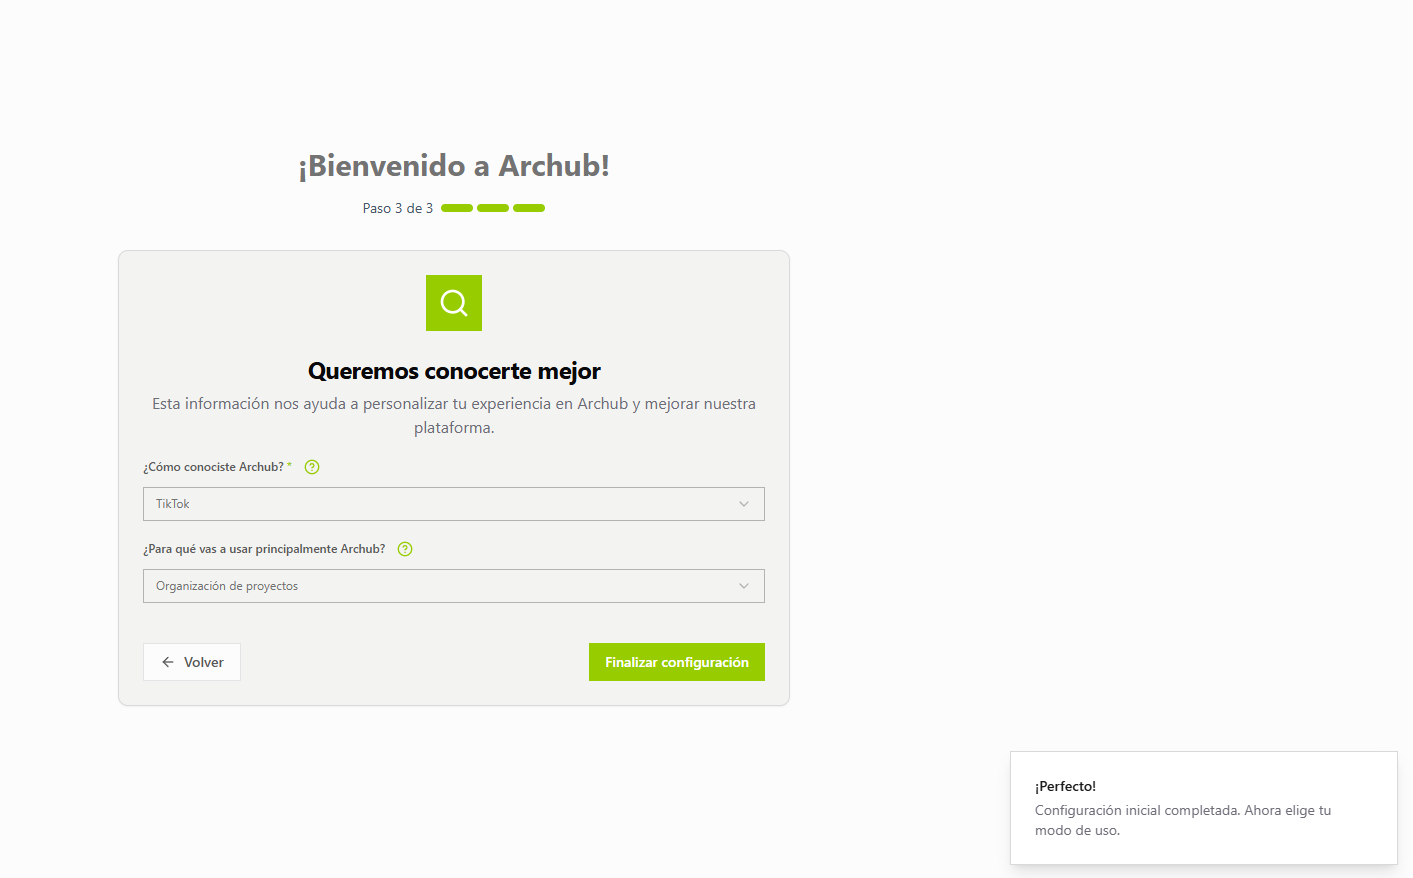 ¡Bienvenido a Archub!
Paso 3 de 3
Queremos conocerte mejor
Esta información nos ayuda a personalizar tu experiencia en Archub y mejorar nuestra
plataforma.
¿Cómo conociste Archub? *
TikTok
¿Para qué vas a usar principalmente Archub?
Organización de proyectos
Volver
Finalizar configuración
¡Perfecto!
Configuración inicial completada. Ahora elige tu
modo de uso.